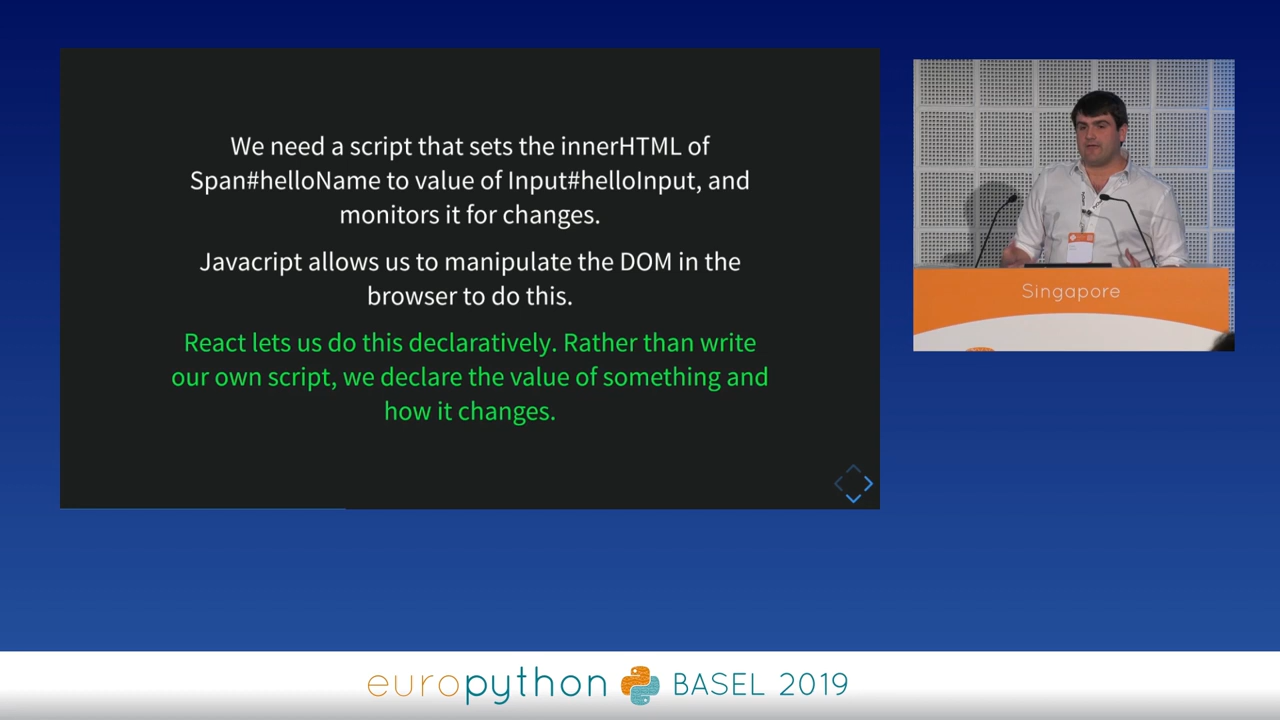 We need a script that sets the innerHTML of
Span#helloName to value of Input#helloInput, and
monitors it for changes.
Javacript allows us to manipulate the DOM in the
browser to do this.
React lets us do this declaratively. Rather than write
our own script, we declare the value of something and
how it changes.
Singapore
europython BASEL 2019